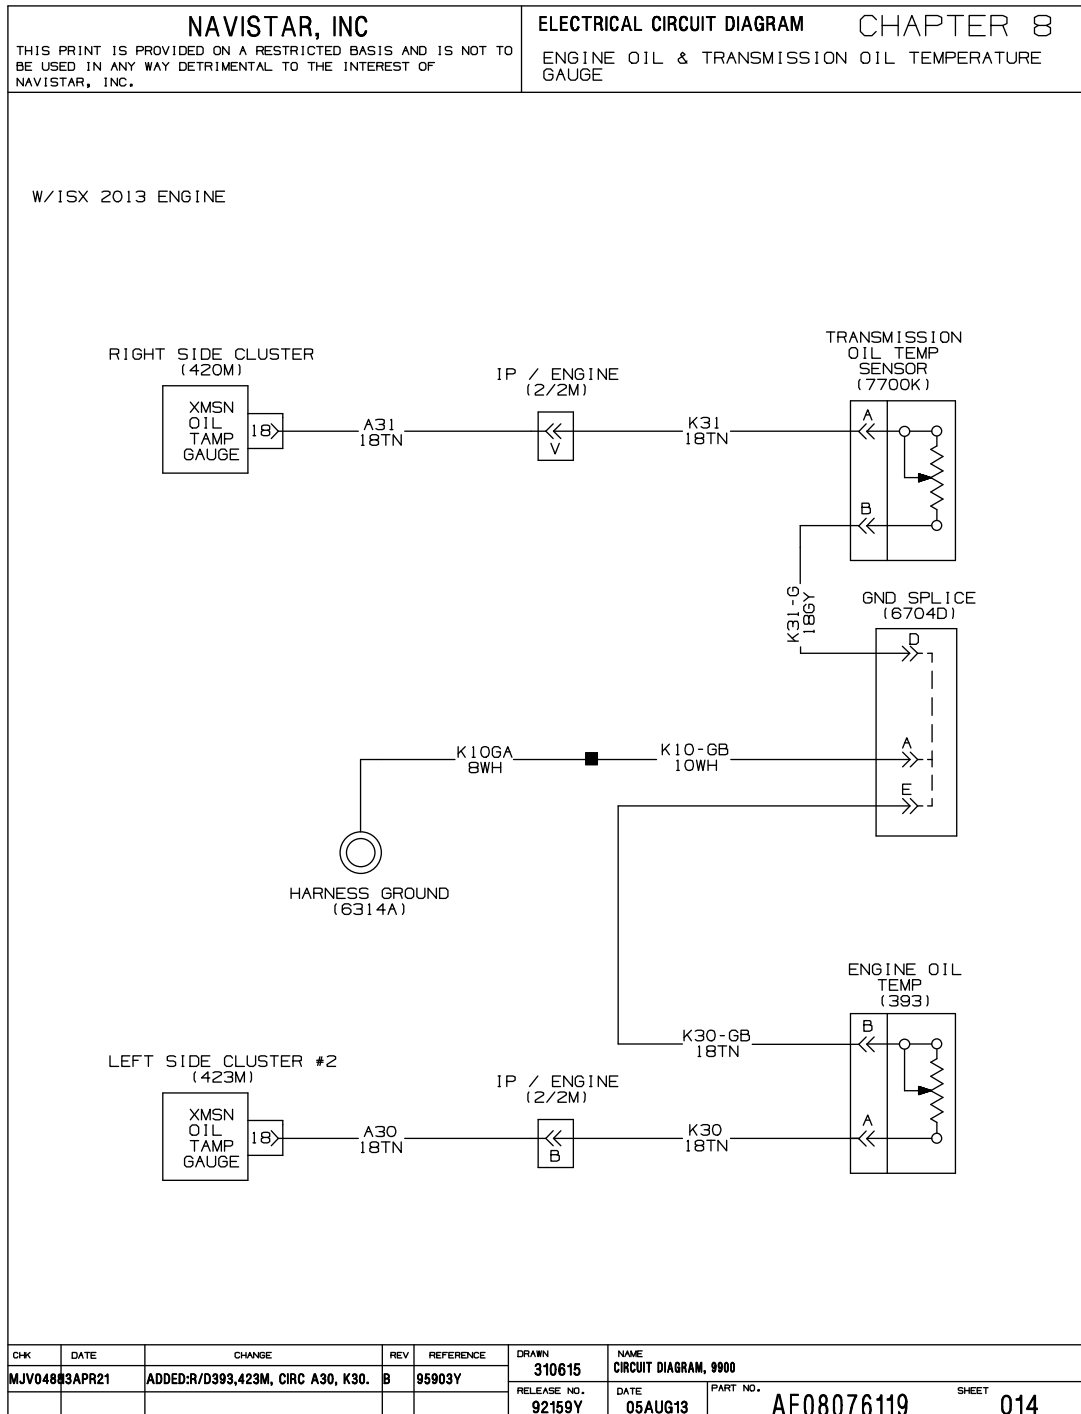 NAVISTAR, INC
THIS PRINT IS PROVIDED ON A RESTRICTED BASIS AND IS NOT TO
BE USED IN ANY WAY DETRIMENTAL TO THE INTEREST OF
NAVISTAR, INC.
ELECTRICAL CIRCUIT DIAGRAM
CHAPTER 8
ENGINE OIL & TRANSMISSION OIL TEMPERATURE
GAUGE
W/ISX 2013 ENGINE
RIGHT SIDE CLUSTER
(420M)
XMSN
OIL
TAMP
GAUGE
18
A31
18TN
IP / ENGINE
(2/2M)
V
K31
18TN
TRANSMISSION
OIL TEMP
SENSOR
(7700K)
A
B
K31-G
18GY
GND SPLICE
(6704D)
D
A
E
K10GA
8WH
K10-GB
10WH
HARNESS GROUND
(6314A)
ENGINE OIL
TEMP
(393)
B
A
K30-GB
18TN
LEFT SIDE CLUSTER #2
(423M)
XMSN
OIL
TAMP
GAUGE
18
A30
18TN
IP / ENGINE
(2/2M)
B
K30
18TN
CHK DATE CHANGE REV REFERENCE
3APR21 ADDED:R/D393,423M, CIRC A30, K30. B 95903Y
DRAWN
310615
NAME
CIRCUIT DIAGRAM, 9900
RELEASE NO.
92159Y
DATE
05AUG13
PART NO.
AE08076119
SHEET
014